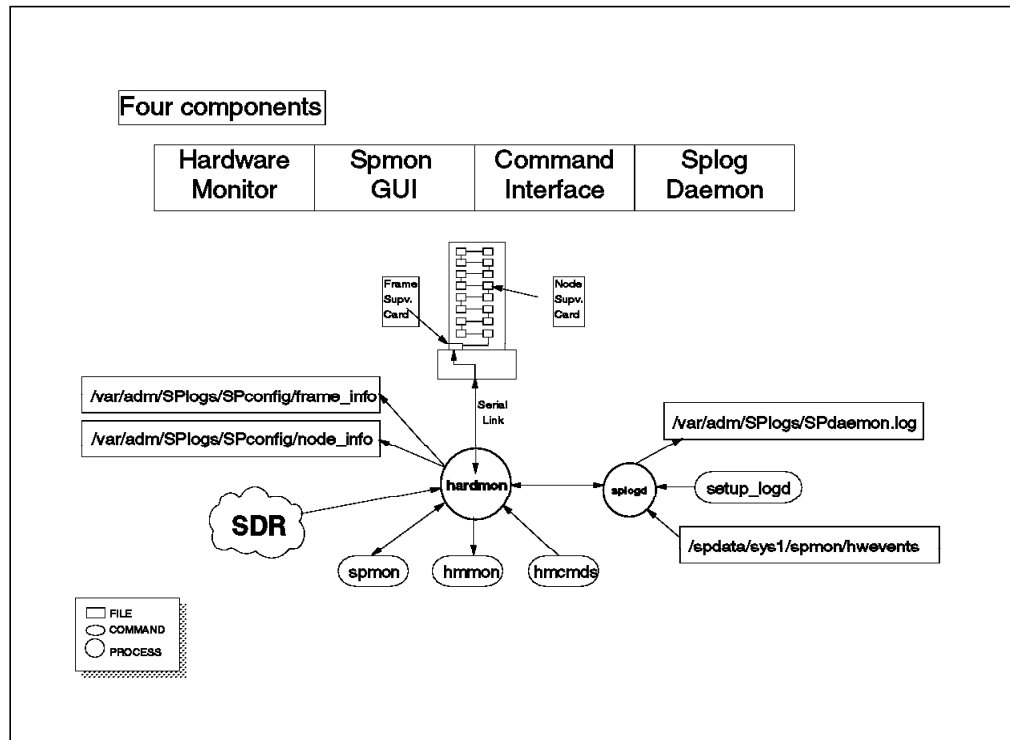 Four components
Hardware
Monitor
Spmon
GUI
Command
Interface
Splog
Daemon
Frame
Supv.
Card
Node
Supv.
Card
/var/adm/SPlogs/SPconfig/frame_info
/var/adm/SPlogs/SPconfig/node_info
Serial
Link
/var/adm/SPlogs/SPdaemon.log
hardmon
splogd
setup_logd
SDR
/spdata/sys1/spmon/hwevents
spmon
hmmon
hmcmds
FILE
COMMAND
PROCESS